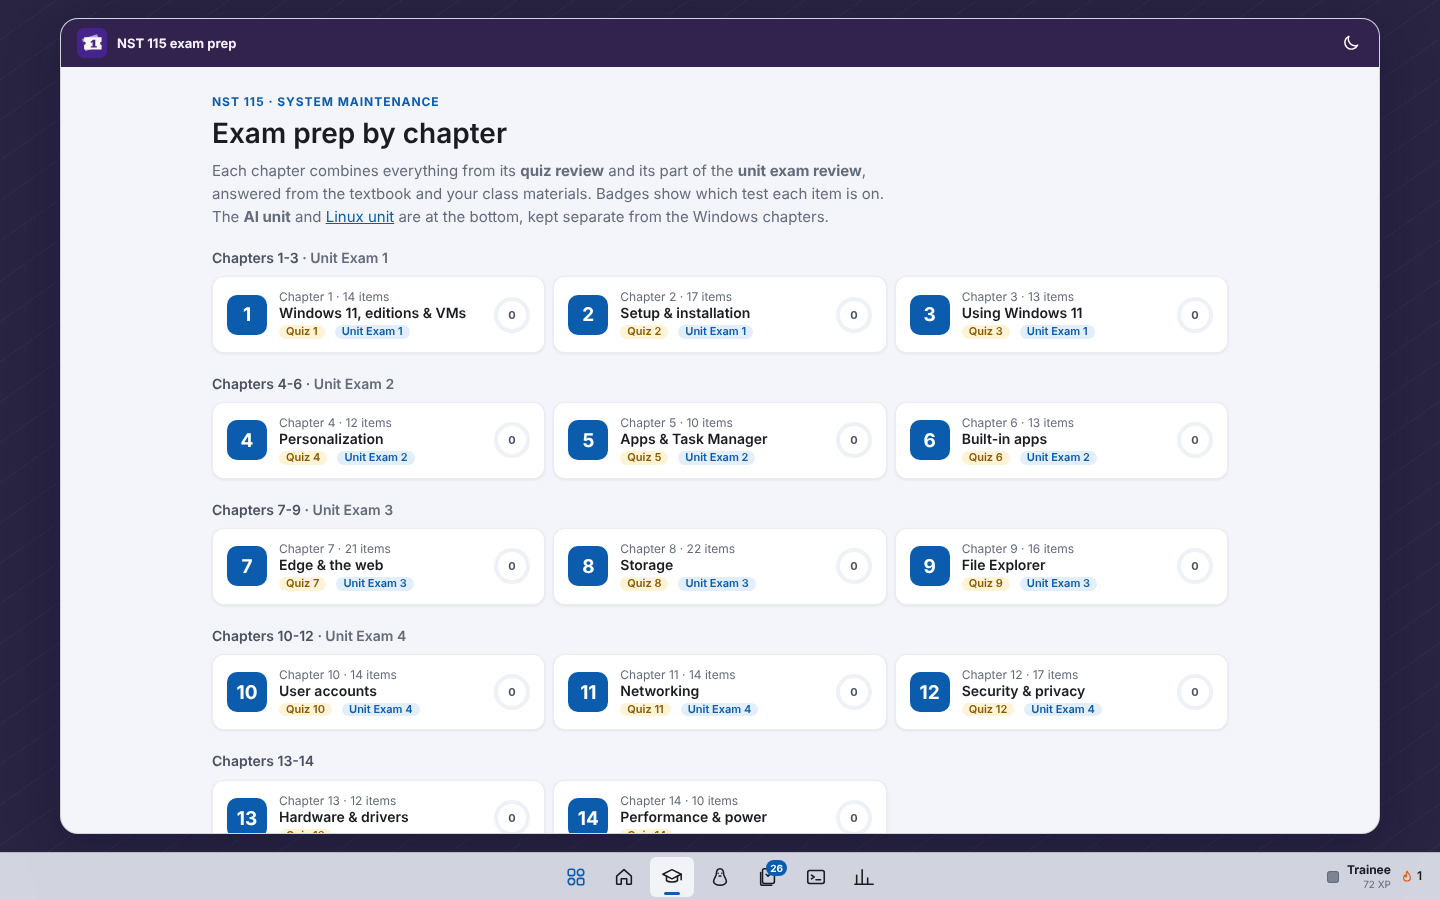 1
NST 115 exam prep
NST 115 · SYSTEM MAINTENANCE
Exam prep by chapter
Each chapter combines everything from its quiz review and its part of the unit exam review,
answered from the textbook and your class materials. Badges show which test each item is on.
The AI unit and Linux unit are at the bottom, kept separate from the Windows chapters.
Chapters 1-3 · Unit Exam 1
1
Chapter 1 · 14 items
Windows 11, editions & VMs
Quiz 1
Unit Exam 1
0
2
Chapter 2 · 17 items
Setup & installation
Quiz 2
Unit Exam 1
0
3
Chapter 3 · 13 items
Using Windows 11
Quiz 3
Unit Exam 1
0
Chapters 4-6 · Unit Exam 2
4
Chapter 4 · 12 items
Personalization
Quiz 4
Unit Exam 2
0
5
Chapter 5 · 10 items
Apps & Task Manager
Quiz 5
Unit Exam 2
0
6
Chapter 6 · 13 items
Built-in apps
Quiz 6
Unit Exam 2
0
Chapters 7-9 · Unit Exam 3
7
Chapter 7 · 21 items
Edge & the web
Quiz 7
Unit Exam 3
0
8
Chapter 8 · 22 items
Storage
Quiz 8
Unit Exam 3
0
9
Chapter 9 · 16 items
File Explorer
Quiz 9
Unit Exam 3
0
Chapters 10-12 · Unit Exam 4
10
Chapter 10 · 14 items
User accounts
Quiz 10
Unit Exam 4
0
11
Chapter 11 · 14 items
Networking
Quiz 11
Unit Exam 4
0
12
Chapter 12 · 17 items
Security & privacy
Quiz 12
Unit Exam 4
0
Chapters 13-14
13
Chapter 13 · 12 items
Hardware & drivers
0
14
Chapter 14 · 10 items
Performance & power
0
26
Trainee
72 XP
1